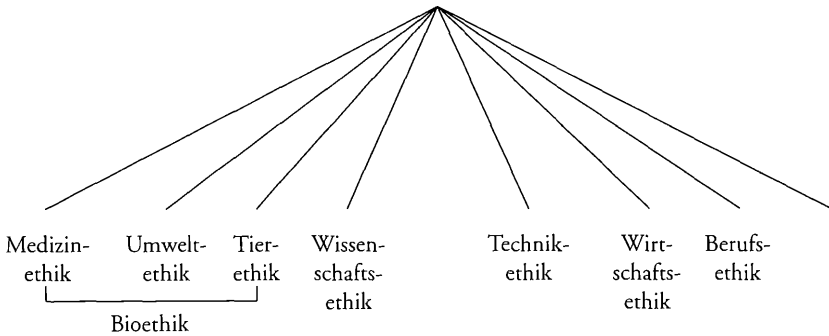 Medizin-
ethik
Umwelt-
ethik
Tier-
ethik
Wissen-
schafts-
ethik
Technik-
ethik
Wirt-
schafts-
ethik
Berufs-
ethik
Bioethik